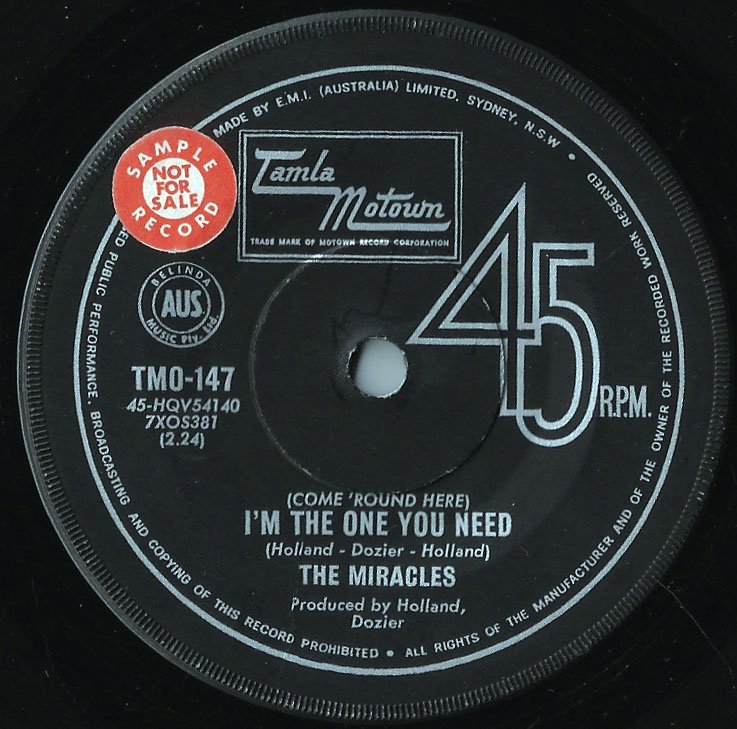 MADE BY E.M.I. (AUSTRALIA) LIMITED, SYDNEY, N.S.W. •
SAMPLE
NOT
FOR
SALE
RECORD
Tamla
Motown
TRADE MARK OF MOTOWN RECORD CORPORATION
45
R.P.M.
BELINDA
AUS.
MUSIC Pty. Ltd.
TMO-147
45-HQV54140
7XOS381
(2.24)
(COME 'ROUND HERE)
I'M THE ONE YOU NEED
(Holland - Dozier - Holland)
THE MIRACLES
Produced by Holland,
Dozier
PUBLIC PERFORMANCE, BROADCASTING AND COPYING OF THIS RECORD PROHIBITED • ALL RIGHTS OF THE MANUFACTURER AND OF THE OWNER OF THE RECORDED WORK RESERVED •